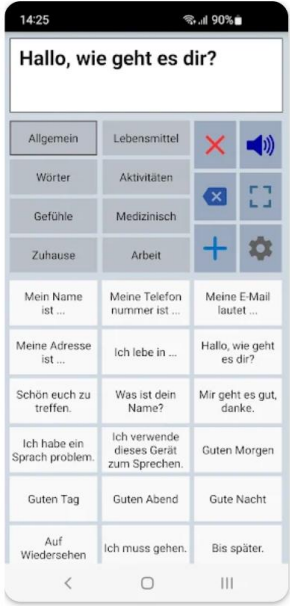 14:25
90%
Hallo, wie geht es dir?
Allgemein
Lebensmittel
Wörter
Aktivitäten
Gefühle
Medizinisch
Zuhause
Arbeit
Mein Name
ist ...
Meine Telefon
nummer ist ...
Meine E-Mail
lautet ...
Meine Adresse
ist ...
Ich lebe in ...
Hallo, wie geht
es dir?
Schön euch zu
treffen.
Was ist dein
Name?
Mir geht es gut,
danke.
Ich habe ein
Sprach problem.
Ich verwende
dieses Gerät
zum Sprechen.
Guten Morgen
Guten Tag
Guten Abend
Gute Nacht
Auf
Wiedersehen
Ich muss gehen.
Bis später.